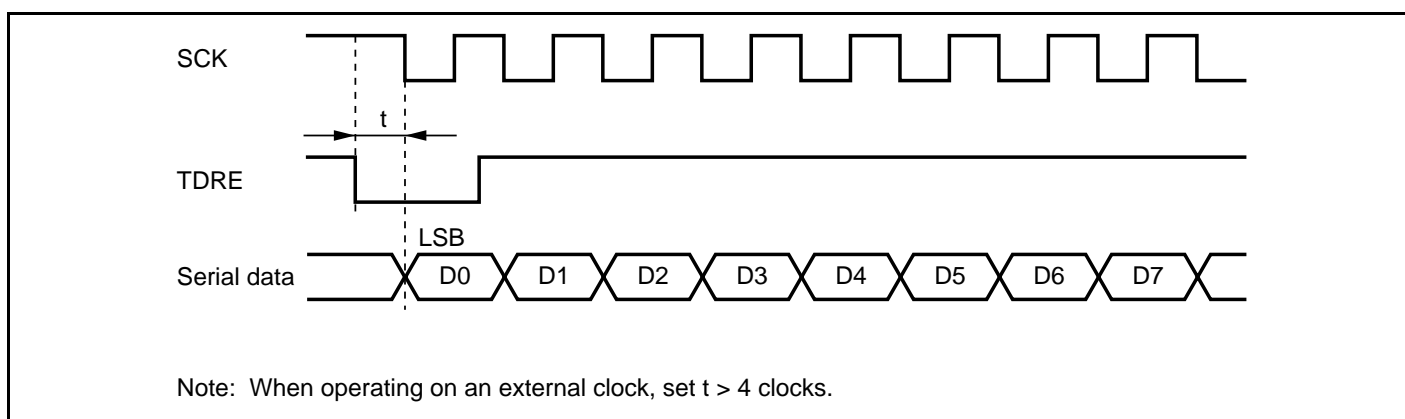 SCK
t
TDRE
LSB
Serial data D0 D1 D2 D3 D4 D5 D6 D7
Note: When operating on an external clock, set t > 4 clocks.